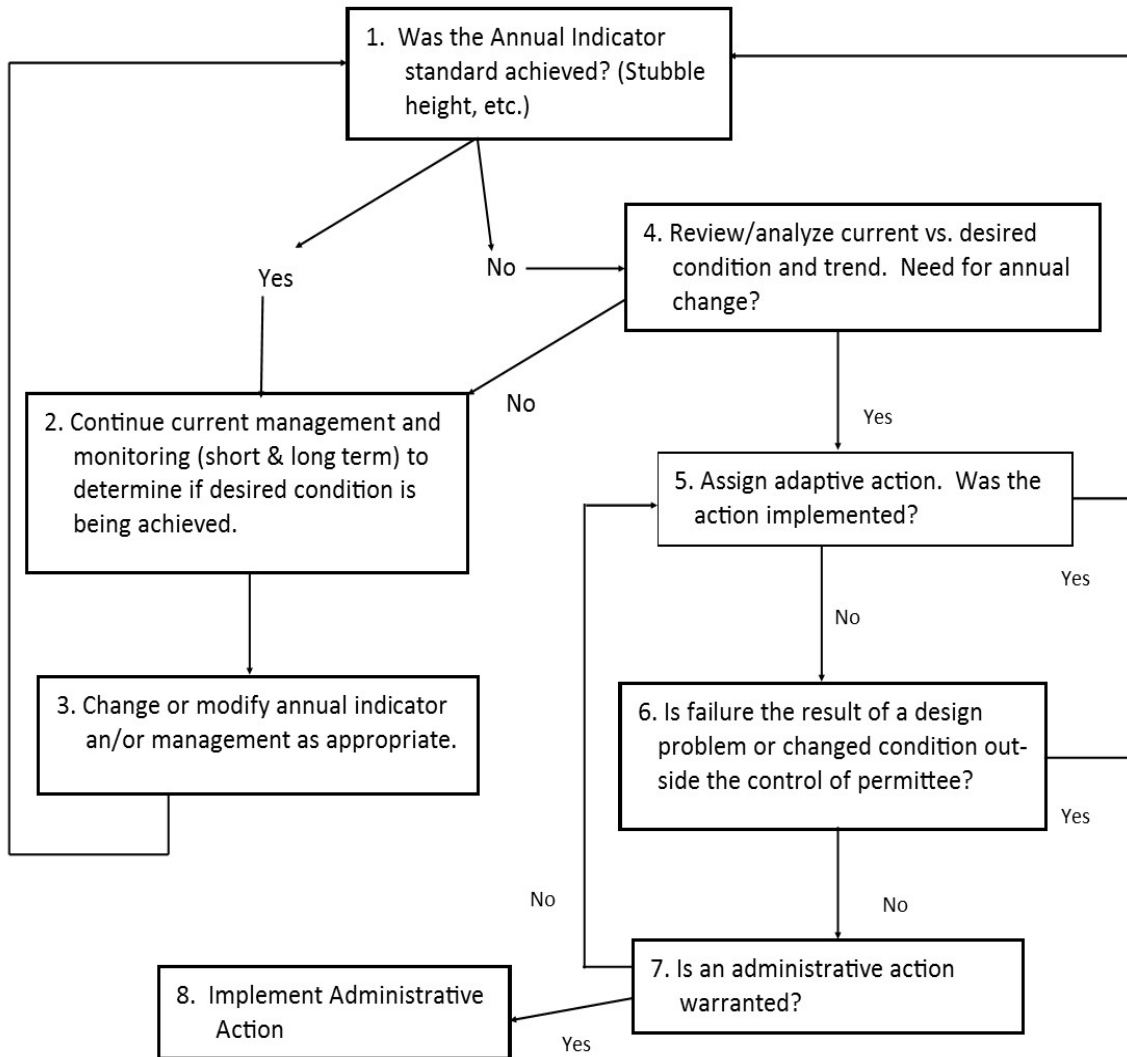 1. Was the Annual Indicator
standard achieved? (Stubble
height, etc.)
Yes
No
4. Review/analyze current vs. desired
condition and trend. Need for annual
change?
No
Yes
2. Continue current management and
monitoring (short & long term) to
determine if desired condition is
being achieved.
5. Assign adaptive action. Was the
action implemented?
Yes
No
3. Change or modify annual indicator
an/or management as appropriate.
6. Is failure the result of a design
problem or changed condition out-
side the control of permittee?
Yes
No
No
7. Is an administrative action
warranted?
8. Implement Administrative
Action
Yes